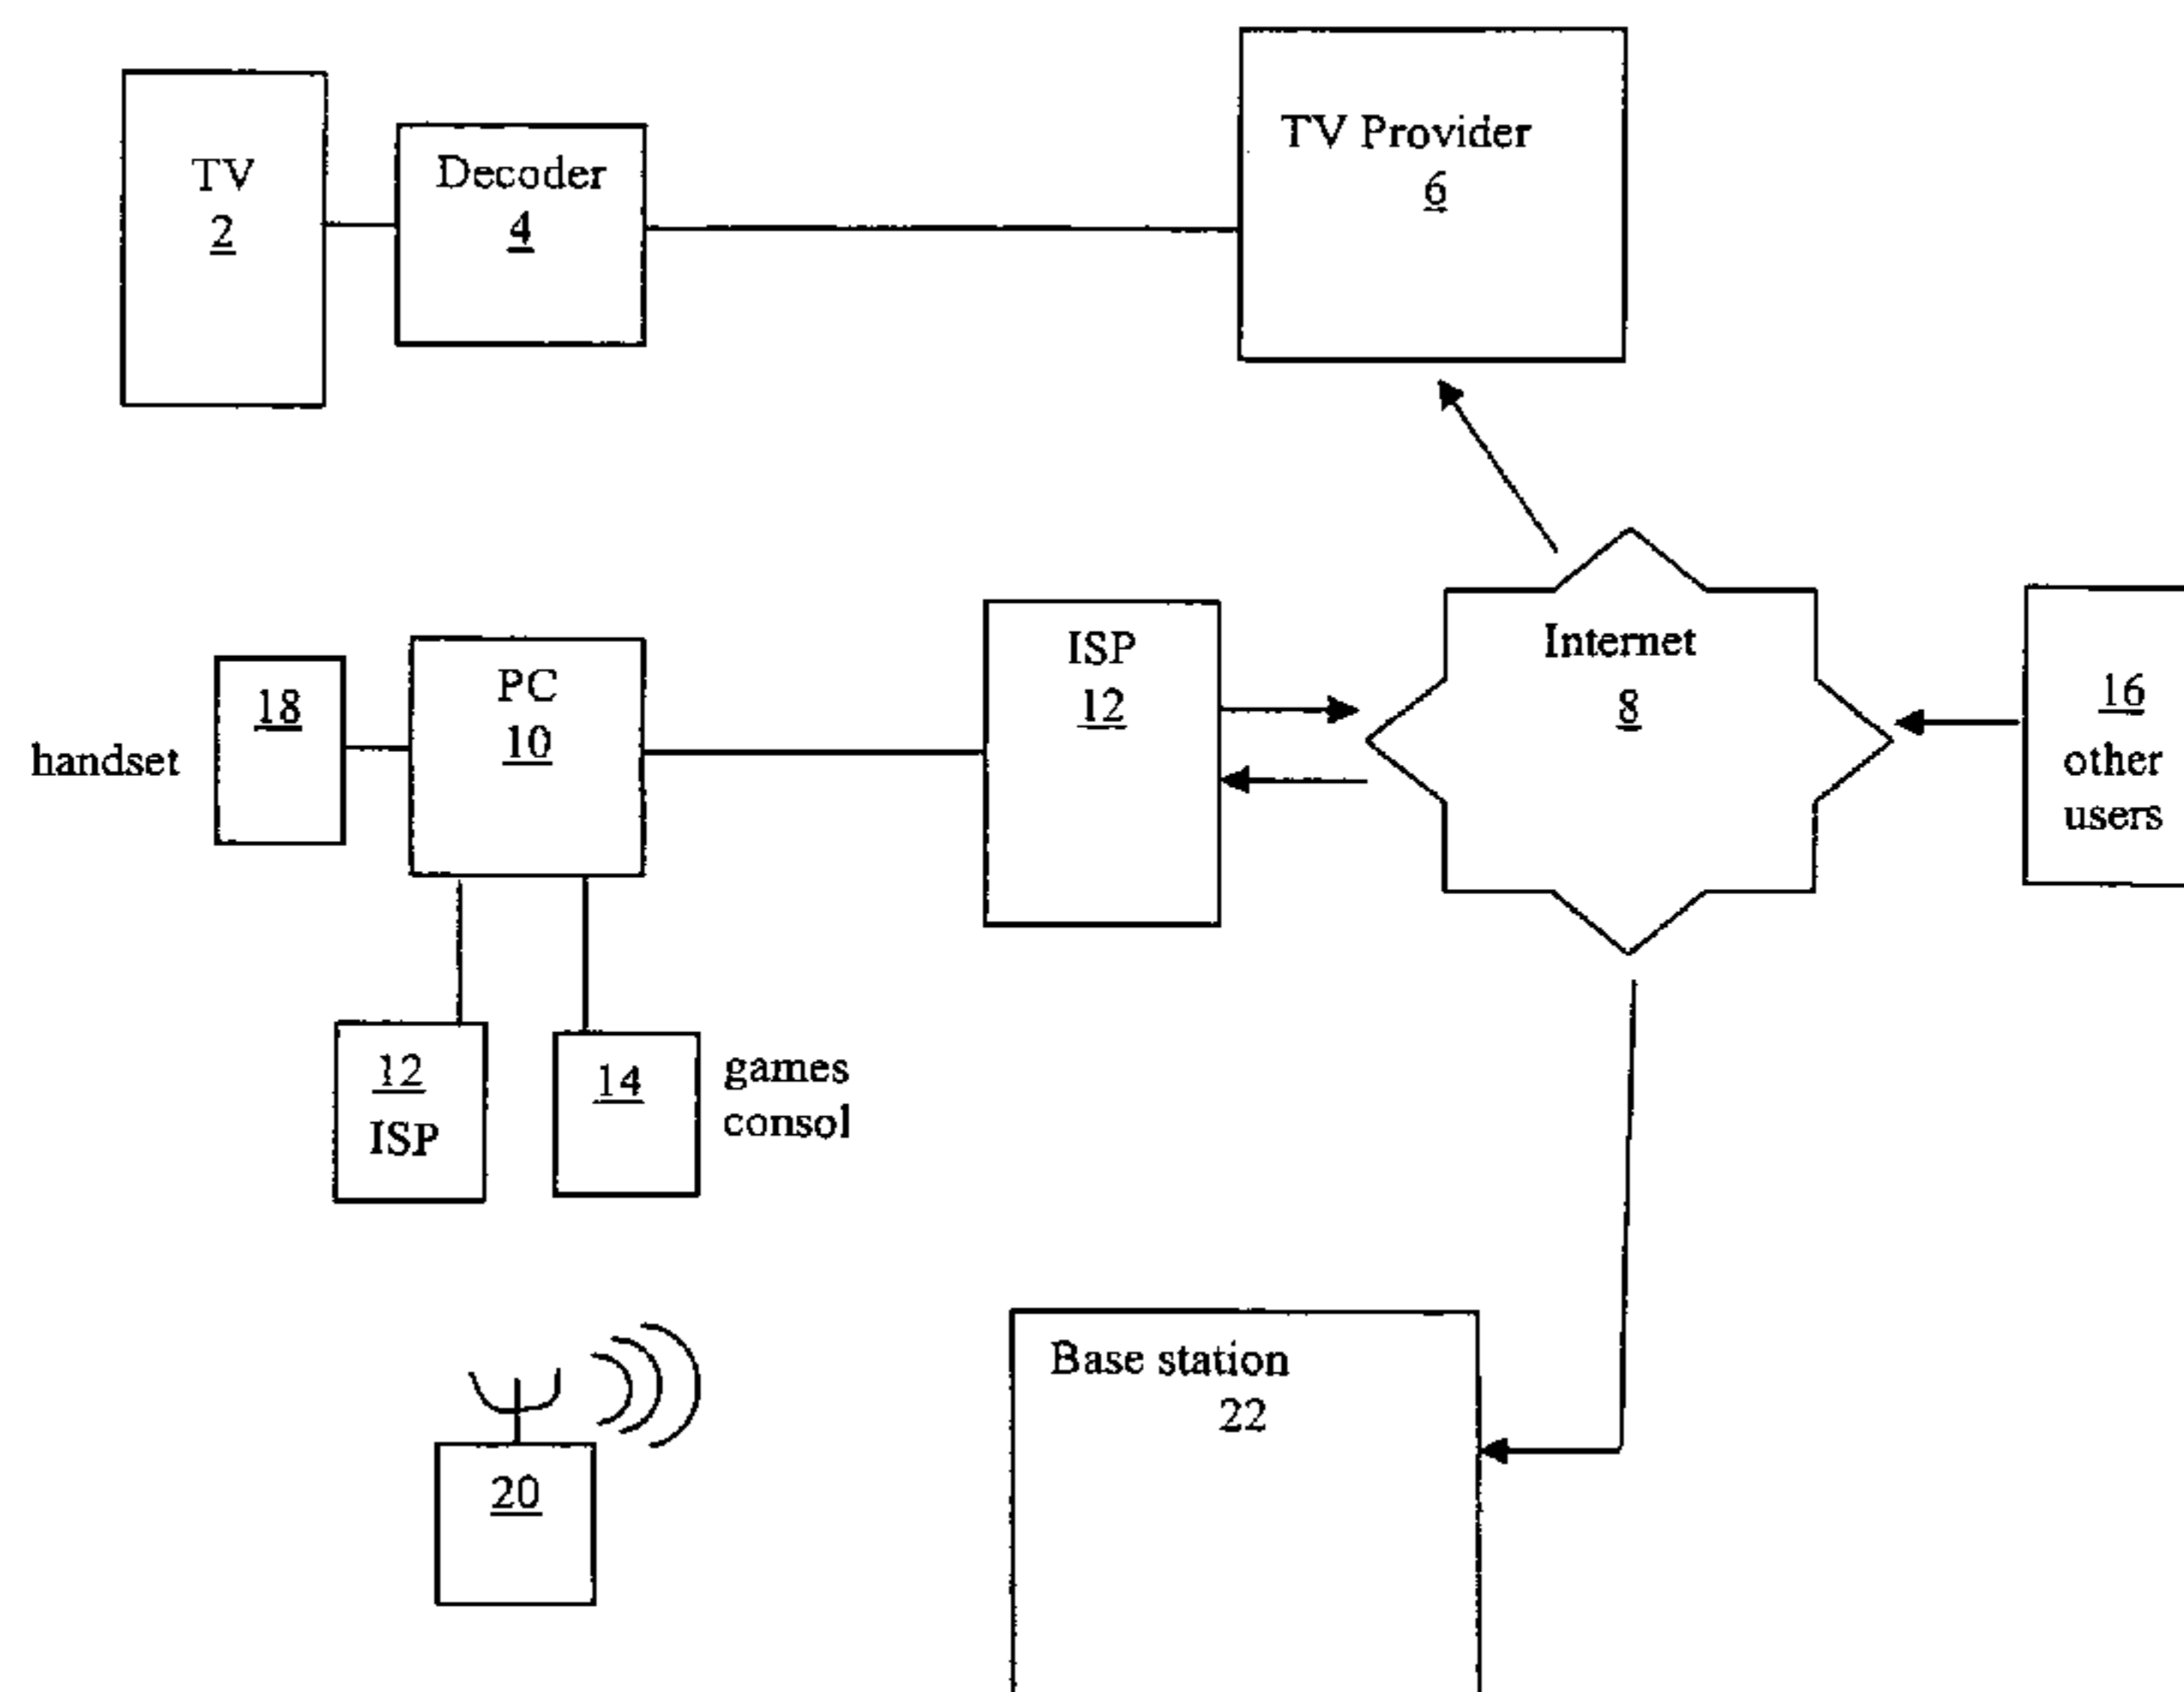 TV
2
Decoder
4
TV Provider
6
handset
18
PC
10
ISP
12
Internet
8
16
other
users
12
ISP
14
games
consol
20
Base station
22